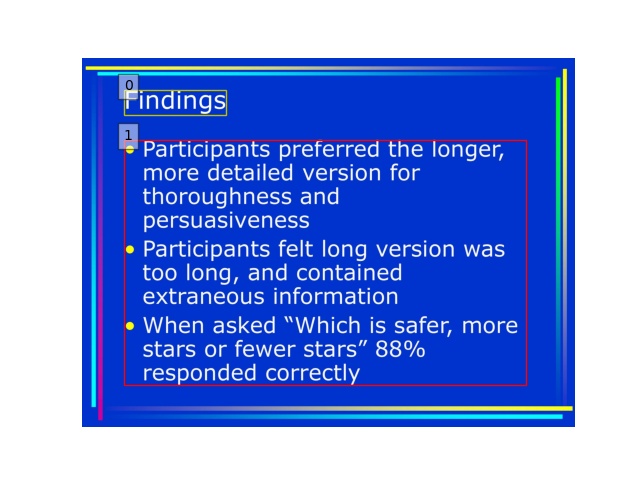 0
Findings
1
• Participants preferred the longer,
more detailed version for
thoroughness and
persuasiveness
• Participants felt long version was
too long, and contained
extraneous information
• When asked “Which is safer, more
stars or fewer stars” 88%
responded correctly